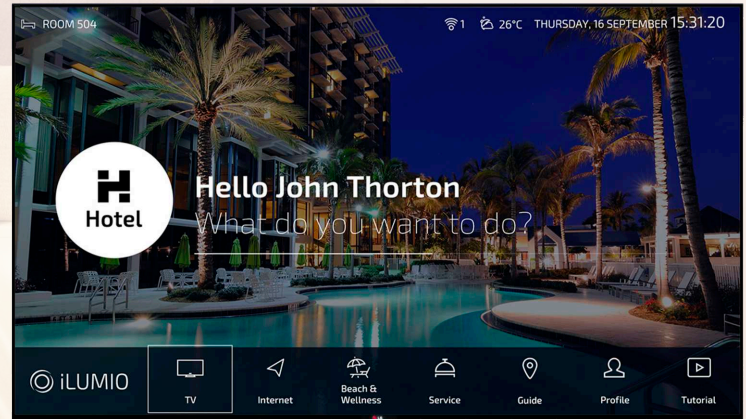 ROOM 504
1 26°C THURSDAY, 16 SEPTEMBER 15:31:20
Hotel
Hello John Thorton
What do you want to do?
iLUMIO
TV
Internet
Beach &
Wellness
Service
Guide
Profile
Tutorial
LG